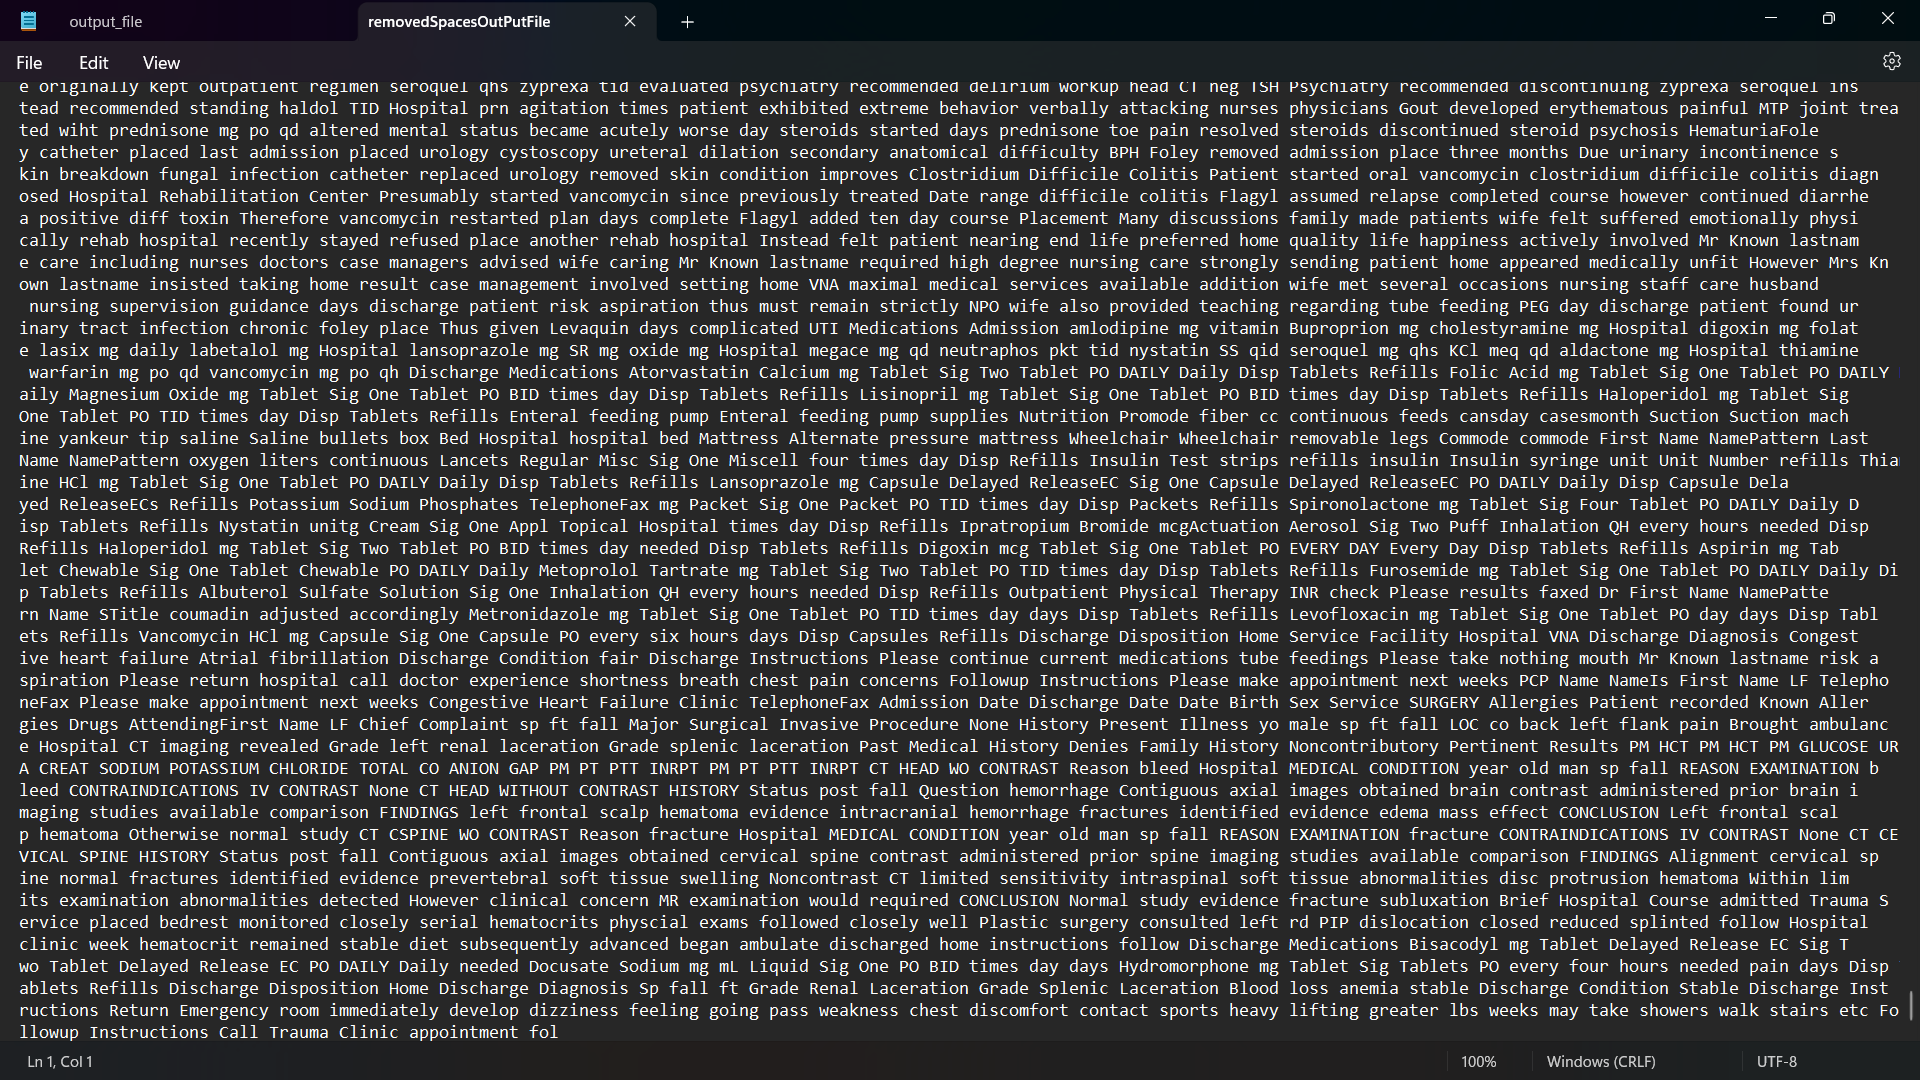 output_file
removedSpacesOutPutFile
File Edit View
e originally kept outpatient regimen seroquel qhs zyprexa tid evaluated psychiatry recommended delirium workup head CT neg TSH Psychiatry recommended discontinuing zyprexa seroquel ins
tead recommended standing haldol TID Hospital prn agitation times patient exhibited extreme behavior verbally attacking nurses physicians Gout developed erythematous painful MTP joint trea
ted wiht prednisone mg po qd altered mental status became acutely worse day steroids started days prednisone toe pain resolved steroids discontinued steroid psychosis HematuriaFole
y catheter placed last admission placed urology cystoscopy ureteral dilation secondary anatomical difficulty BPH Foley removed admission place three months Due urinary incontinence s
kin breakdown fungal infection catheter replaced urology removed skin condition improves Clostridium Difficile Colitis Patient started oral vancomycin clostridium difficile colitis diagn
osed Hospital Rehabilitation Center Presumably started vancomycin since previously treated Date range difficile colitis Flagyl assumed relapse completed course however continued diarrhe
a positive diff toxin Therefore vancomycin restarted plan days complete Flagyl added ten day course Placement Many discussions family made patients wife felt suffered emotionally physi
cally rehab hospital recently stayed refused place another rehab hospital Instead felt patient nearing end life preferred home quality life happiness actively involved Mr Known lastnam
e care including nurses doctors case managers advised wife caring Mr Known lastname required high degree nursing care strongly sending patient home appeared medically unfit However Mrs Kn
own lastname insisted taking home result case management involved setting home VNA maximal medical services available addition wife met several occasions nursing staff care husband
nursing supervision guidance days discharge patient risk aspiration thus must remain strictly NPO wife also provided teaching regarding tube feeding PEG day discharge patient found ur
inary tract infection chronic foley place Thus given Levaquin days complicated UTI Medications Admission amlodipine mg vitamin Buproprion mg cholestyramine mg Hospital digoxin mg folat
e lasix mg daily labetalol mg Hospital lansoprazole mg SR mg oxide mg Hospital megace mg qd neutraphos pkt tid nystatin SS qid seroquel mg qhs KCl meq qd aldactone mg Hospital thiamine
warfarin mg po qd vancomycin mg po qh Discharge Medications Atorvastatin Calcium mg Tablet Sig Two Tablet PO DAILY Daily Disp Tablets Refills Folic Acid mg Tablet Sig One Tablet PO DAILY
aily Magnesium Oxide mg Tablet Sig One Tablet PO BID times day Disp Tablets Refills Lisinopril mg Tablet Sig One Tablet PO BID times day Disp Tablets Refills Haloperidol mg Tablet Sig
One Tablet PO TID times day Disp Tablets Refills Enteral feeding pump Enteral feeding pump supplies Nutrition Promode fiber cc continuous feeds cansday casesmonth Suction Suction mach
ine yankeur tip saline Saline bullets box Bed Hospital hospital bed Mattress Alternate pressure mattress Wheelchair Wheelchair removable legs Commode commode First Name NamePattern Last
Name NamePattern oxygen liters continuous Lancets Regular Misc Sig One Miscell four times day Disp Refills Insulin Test strips refills insulin Insulin syringe unit Unit Number refills Thia
ine HCl mg Tablet Sig One Tablet PO DAILY Daily Disp Tablets Refills Lansoprazole mg Capsule Delayed ReleaseEC Sig One Capsule Delayed ReleaseEC PO DAILY Daily Disp Capsule Dela
yed ReleaseECs Refills Potassium Sodium Phosphates TelephoneFax mg Packet Sig One Packet PO TID times day Disp Packets Refills Spironolactone mg Tablet Sig Four Tablet PO DAILY Daily D
isp Tablets Refills Nystatin unitg Cream Sig One Appl Topical Hospital times day Disp Refills Ipratropium Bromide mcgActuation Aerosol Sig Two Puff Inhalation QH every hours needed Disp
Refills Haloperidol mg Tablet Sig Two Tablet PO BID times day needed Disp Tablets Refills Digoxin mcg Tablet Sig One Tablet PO EVERY DAY Every Day Disp Tablets Refills Aspirin mg Tab
let Chewable Sig One Tablet Chewable PO DAILY Daily Metoprolol Tartrate mg Tablet Sig Two Tablet PO TID times day Disp Tablets Refills Furosemide mg Tablet Sig One Tablet PO DAILY Daily Di
p Tablets Refills Albuterol Sulfate Solution Sig One Inhalation QH every hours needed Disp Refills Outpatient Physical Therapy INR check Please results faxed Dr First Name NamePatte
rn Name STitle coumadin adjusted accordingly Metronidazole mg Tablet Sig One Tablet PO TID times day days Disp Tablets Refills Levofloxacin mg Tablet Sig One Tablet PO day days Disp Tabl
ets Refills Vancomycin HCl mg Capsule Sig One Capsule PO every six hours days Disp Capsules Refills Discharge Disposition Home Service Facility Hospital VNA Discharge Diagnosis Congest
ive heart failure Atrial fibrillation Discharge Condition fair Discharge Instructions Please continue current medications tube feedings Please take nothing mouth Mr Known lastname risk a
spiration Please return hospital call doctor experience shortness breath chest pain concerns Followup Instructions Please make appointment next weeks PCP Name NameIs First Name LF Telepho
neFax Please make appointment next weeks Congestive Heart Failure Clinic TelephoneFax Admission Date Discharge Date Date Birth Sex Service SURGERY Allergies Patient recorded Known Aller
gies Drugs AttendingFirst Name LF Chief Complaint sp ft fall Major Surgical Invasive Procedure None History Present Illness yo male sp ft fall LOC co back left flank pain Brought ambulanc
e Hospital CT imaging revealed Grade left renal laceration Grade splenic laceration Past Medical History Denies Family History Noncontributory Pertinent Results PM HCT PM HCT PM GLUCOSE UR
A CREAT SODIUM POTASSIUM CHLORIDE TOTAL CO ANION GAP PM PT PTT INRPT PM PT PTT INRPT CT HEAD WO CONTRAST Reason bleed Hospital MEDICAL CONDITION year old man sp fall REASON EXAMINATION b
leed CONTRAINDICATIONS IV CONTRAST None CT HEAD WITHOUT CONTRAST HISTORY Status post fall Question hemorrhage Contiguous axial images obtained brain contrast administered prior brain i
maging studies available comparison FINDINGS left frontal scalp hematoma evidence intracranial hemorrhage fractures identified evidence edema mass effect CONCLUSION Left frontal scal
p hematoma Otherwise normal study CT CSPINE WO CONTRAST Reason fracture Hospital MEDICAL CONDITION year old man sp fall REASON EXAMINATION fracture CONTRAINDICATIONS IV CONTRAST None CT CE
VICAL SPINE HISTORY Status post fall Contiguous axial images obtained cervical spine contrast administered prior spine imaging studies available comparison FINDINGS Alignment cervical sp
ine normal fractures identified evidence prevertebral soft tissue swelling Noncontrast CT limited sensitivity intraspinal soft tissue abnormalities disc protrusion hematoma Within lim
its examination abnormalities detected However clinical concern MR examination would required CONCLUSION Normal study evidence fracture subluxation Brief Hospital Course admitted Trauma S
ervice placed bedrest monitored closely serial hematocrits physcial exams followed closely well Plastic surgery consulted left rd PIP dislocation closed reduced splinted follow Hospital
clinic week hematocrit remained stable diet subsequently advanced began ambulate discharged home instructions follow Discharge Medications Bisacodyl mg Tablet Delayed Release EC Sig T
wo Tablet Delayed Release EC PO DAILY Daily needed Docusate Sodium mg mL Liquid Sig One PO BID times day days Hydromorphone mg Tablet Sig Tablets PO every four hours needed pain days Disp
ablets Refills Discharge Disposition Home Discharge Diagnosis Sp fall ft Grade Renal Laceration Grade Splenic Laceration Blood loss anemia stable Discharge Condition Stable Discharge Inst
ructions Return Emergency room immediately develop dizziness feeling going pass weakness chest discomfort contact sports heavy lifting greater lbs weeks may take showers walk stairs etc Fo
llowup Instructions Call Trauma Clinic appointment fol
Ln 1, Col 1
100%
Windows (CRLF)
UTF-8